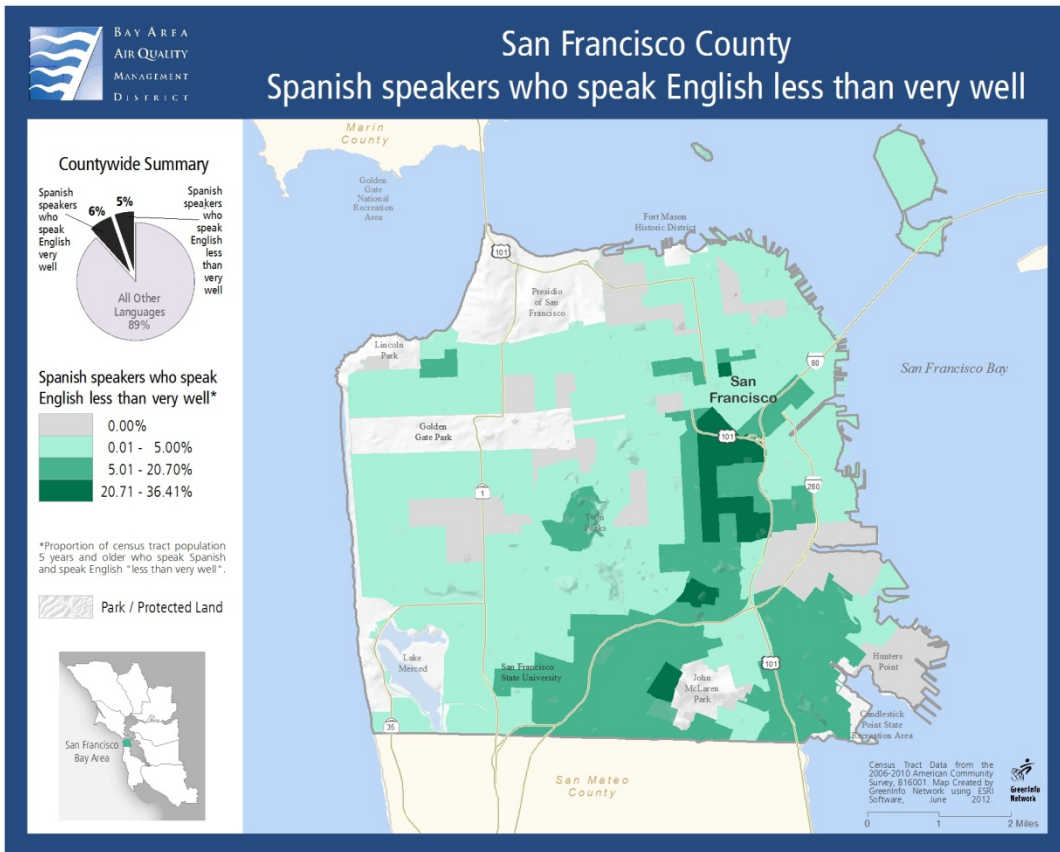 BAY AREA
AIR QUALITY
MANAGEMENT
DISTRICT
San Francisco County
Spanish speakers who speak English less than very well
Countywide Summary
Spanish
speakers
who
speak
English
very
well
6%
5%
Spanish
speakers
who
speak
English
less
than
very
well
All Other
Languages
89%
Spanish speakers who speak
English less than very well*
0.00%
0.01 - 5.00%
5.01 - 20.70%
20.71 - 36.41%
*Proportion of census tract population
5 years and older who speak Spanish
and speak English "less than very well".
Park / Protected Land
San Francisco
Bay Area
Marin
County
Golden
Gate
National
Recreation
Area
Fort Mason
Historic District
101
Presidio
of San
Francisco
Lincoln
Park
80
San Francisco Bay
San
Francisco
Golden
Gate Park
101
1
280
Twin
Peaks
Lake
Merced
San Francisco
State University
John
McLaren
Park
101
Hunters
Point
35
Candlestick
Point State
Recreation Area
San Mateo
County
Census Tract Data from the
2006-2010 American Community
Survey, B16001. Map Created by
GreenInfo Network using ESRI
Software, June 2012.
GreenInfo
Network
0 1 2 Miles